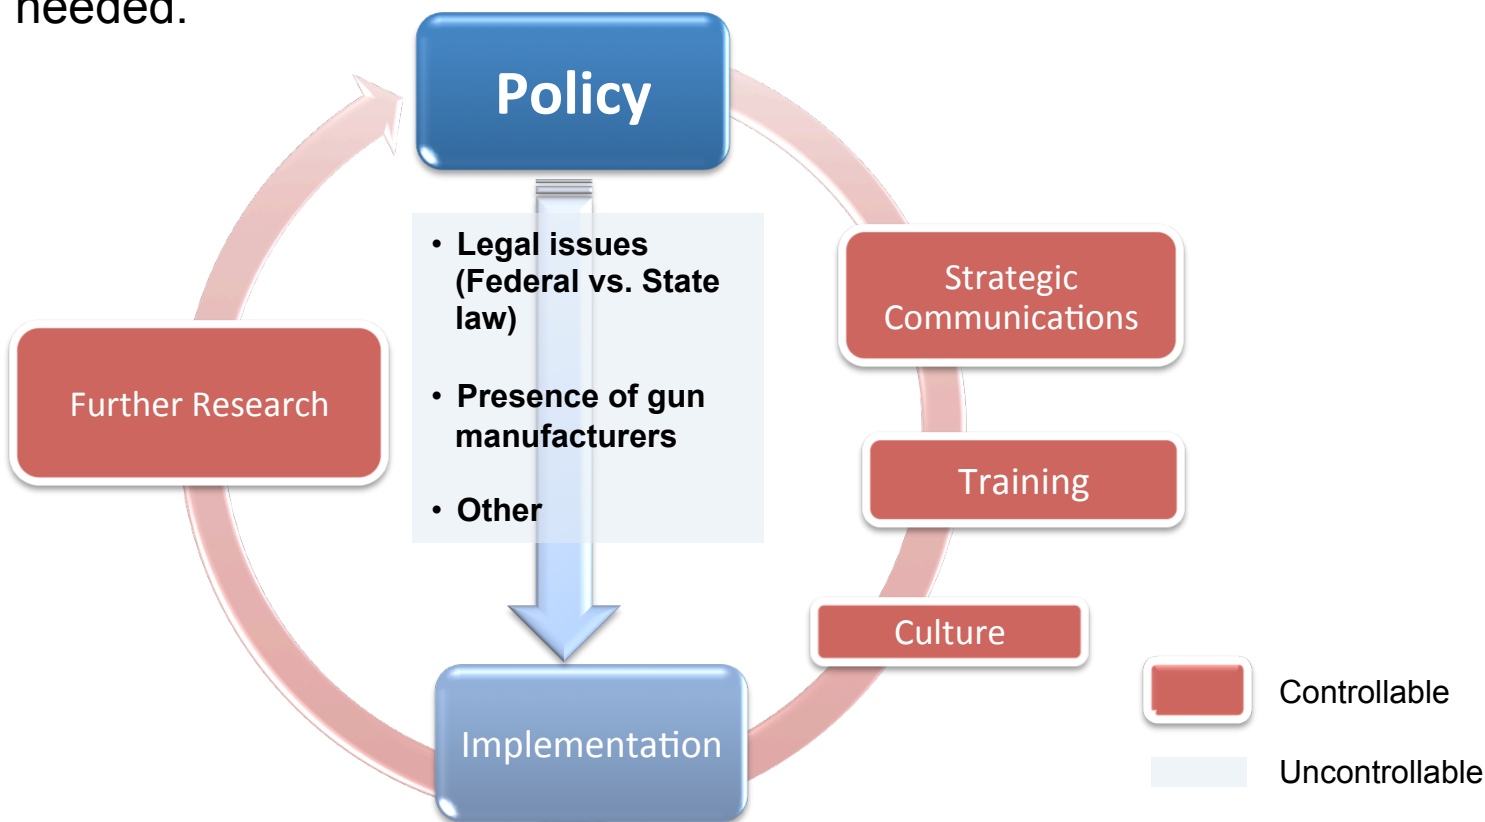 needed.
Policy
• Legal issues
(Federal vs. State
law)
• Presence of gun
manufacturers
• Other
Strategic
Communications
Training
Culture
Further Research
Implementation
Controllable
Uncontrollable